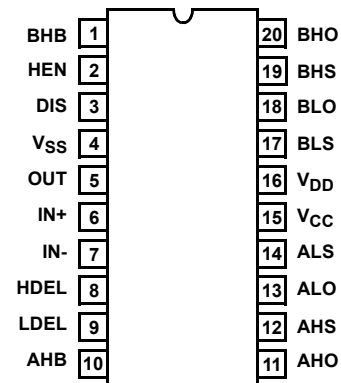 BHB 1 20 BHO
HEN 2 19 BHS
DIS 3 18 BLO
VSS 4 17 BLS
OUT 5 16 VDD
IN+ 6 15 VCC
IN- 7 14 ALS
HDEL 8 13 ALO
LDEL 9 12 AHS
AHB 10 11 AHO